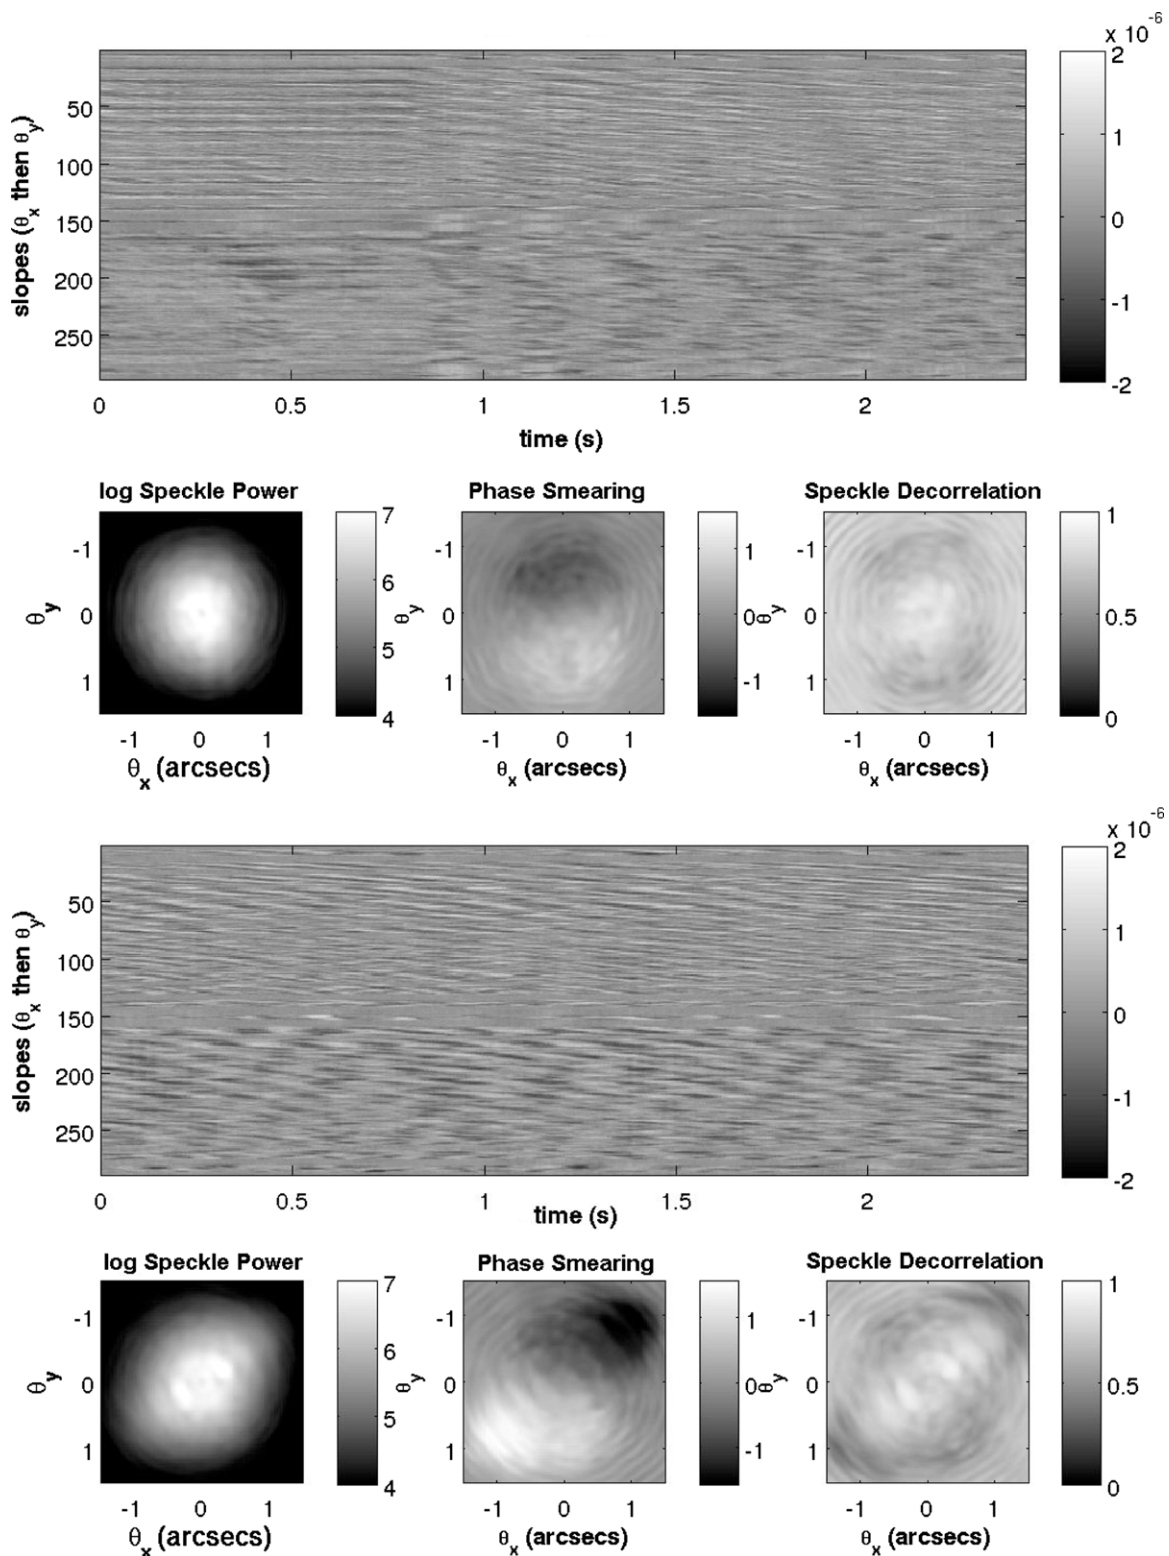 x 10-6
2
1
0
-1
-2
slopes (θx then θy)
50
100
150
200
250
0 0.5 1 1.5 2
time (s)
log Speckle Power Phase Smearing Speckle Decorrelation
θy
-1
0
1
-1 0 1
θx (arcsecs)
7
6
5
4
θy
-1
0
1
-1 0 1
θx (arcsecs)
1
0
-1
θy
-1
0
1
-1 0 1
θx (arcsecs)
1
0.5
0
x 10-6
2
1
0
-1
-2
slopes (θx then θy)
50
100
150
200
250
0 0.5 1 1.5 2
time (s)
log Speckle Power Phase Smearing Speckle Decorrelation
θy
-1
0
1
-1 0 1
θx (arcsecs)
7
6
5
4
θy
-1
0
1
-1 0 1
θx (arcsecs)
1
0
-1
θy
-1
0
1
-1 0 1
θx (arcsecs)
1
0.5
0